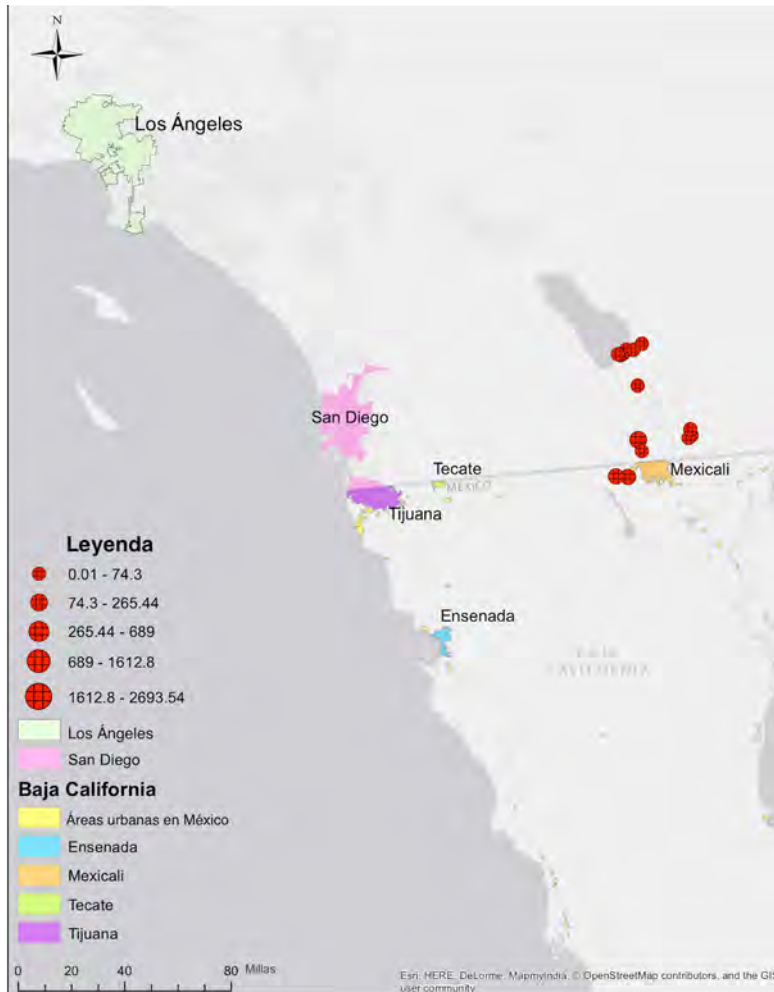 N
Los Ángeles
San Diego
Tecate
Mexicali
MÉXICO
Tijuana
Ensenada
CALIFORNIA
Leyenda
0.01 - 74.3
74.3 - 265.44
265.44 - 689
689 - 1612.8
1612.8 - 2693.54
Los Ángeles
San Diego
Baja California
Áreas urbanas en México
Ensenada
Mexicali
Tecate
Tijuana
0 20 40 80 Millas
Esri, HERE, DeLorme, MapmyIndia, © OpenStreetMap contributors, and the GIS
user community